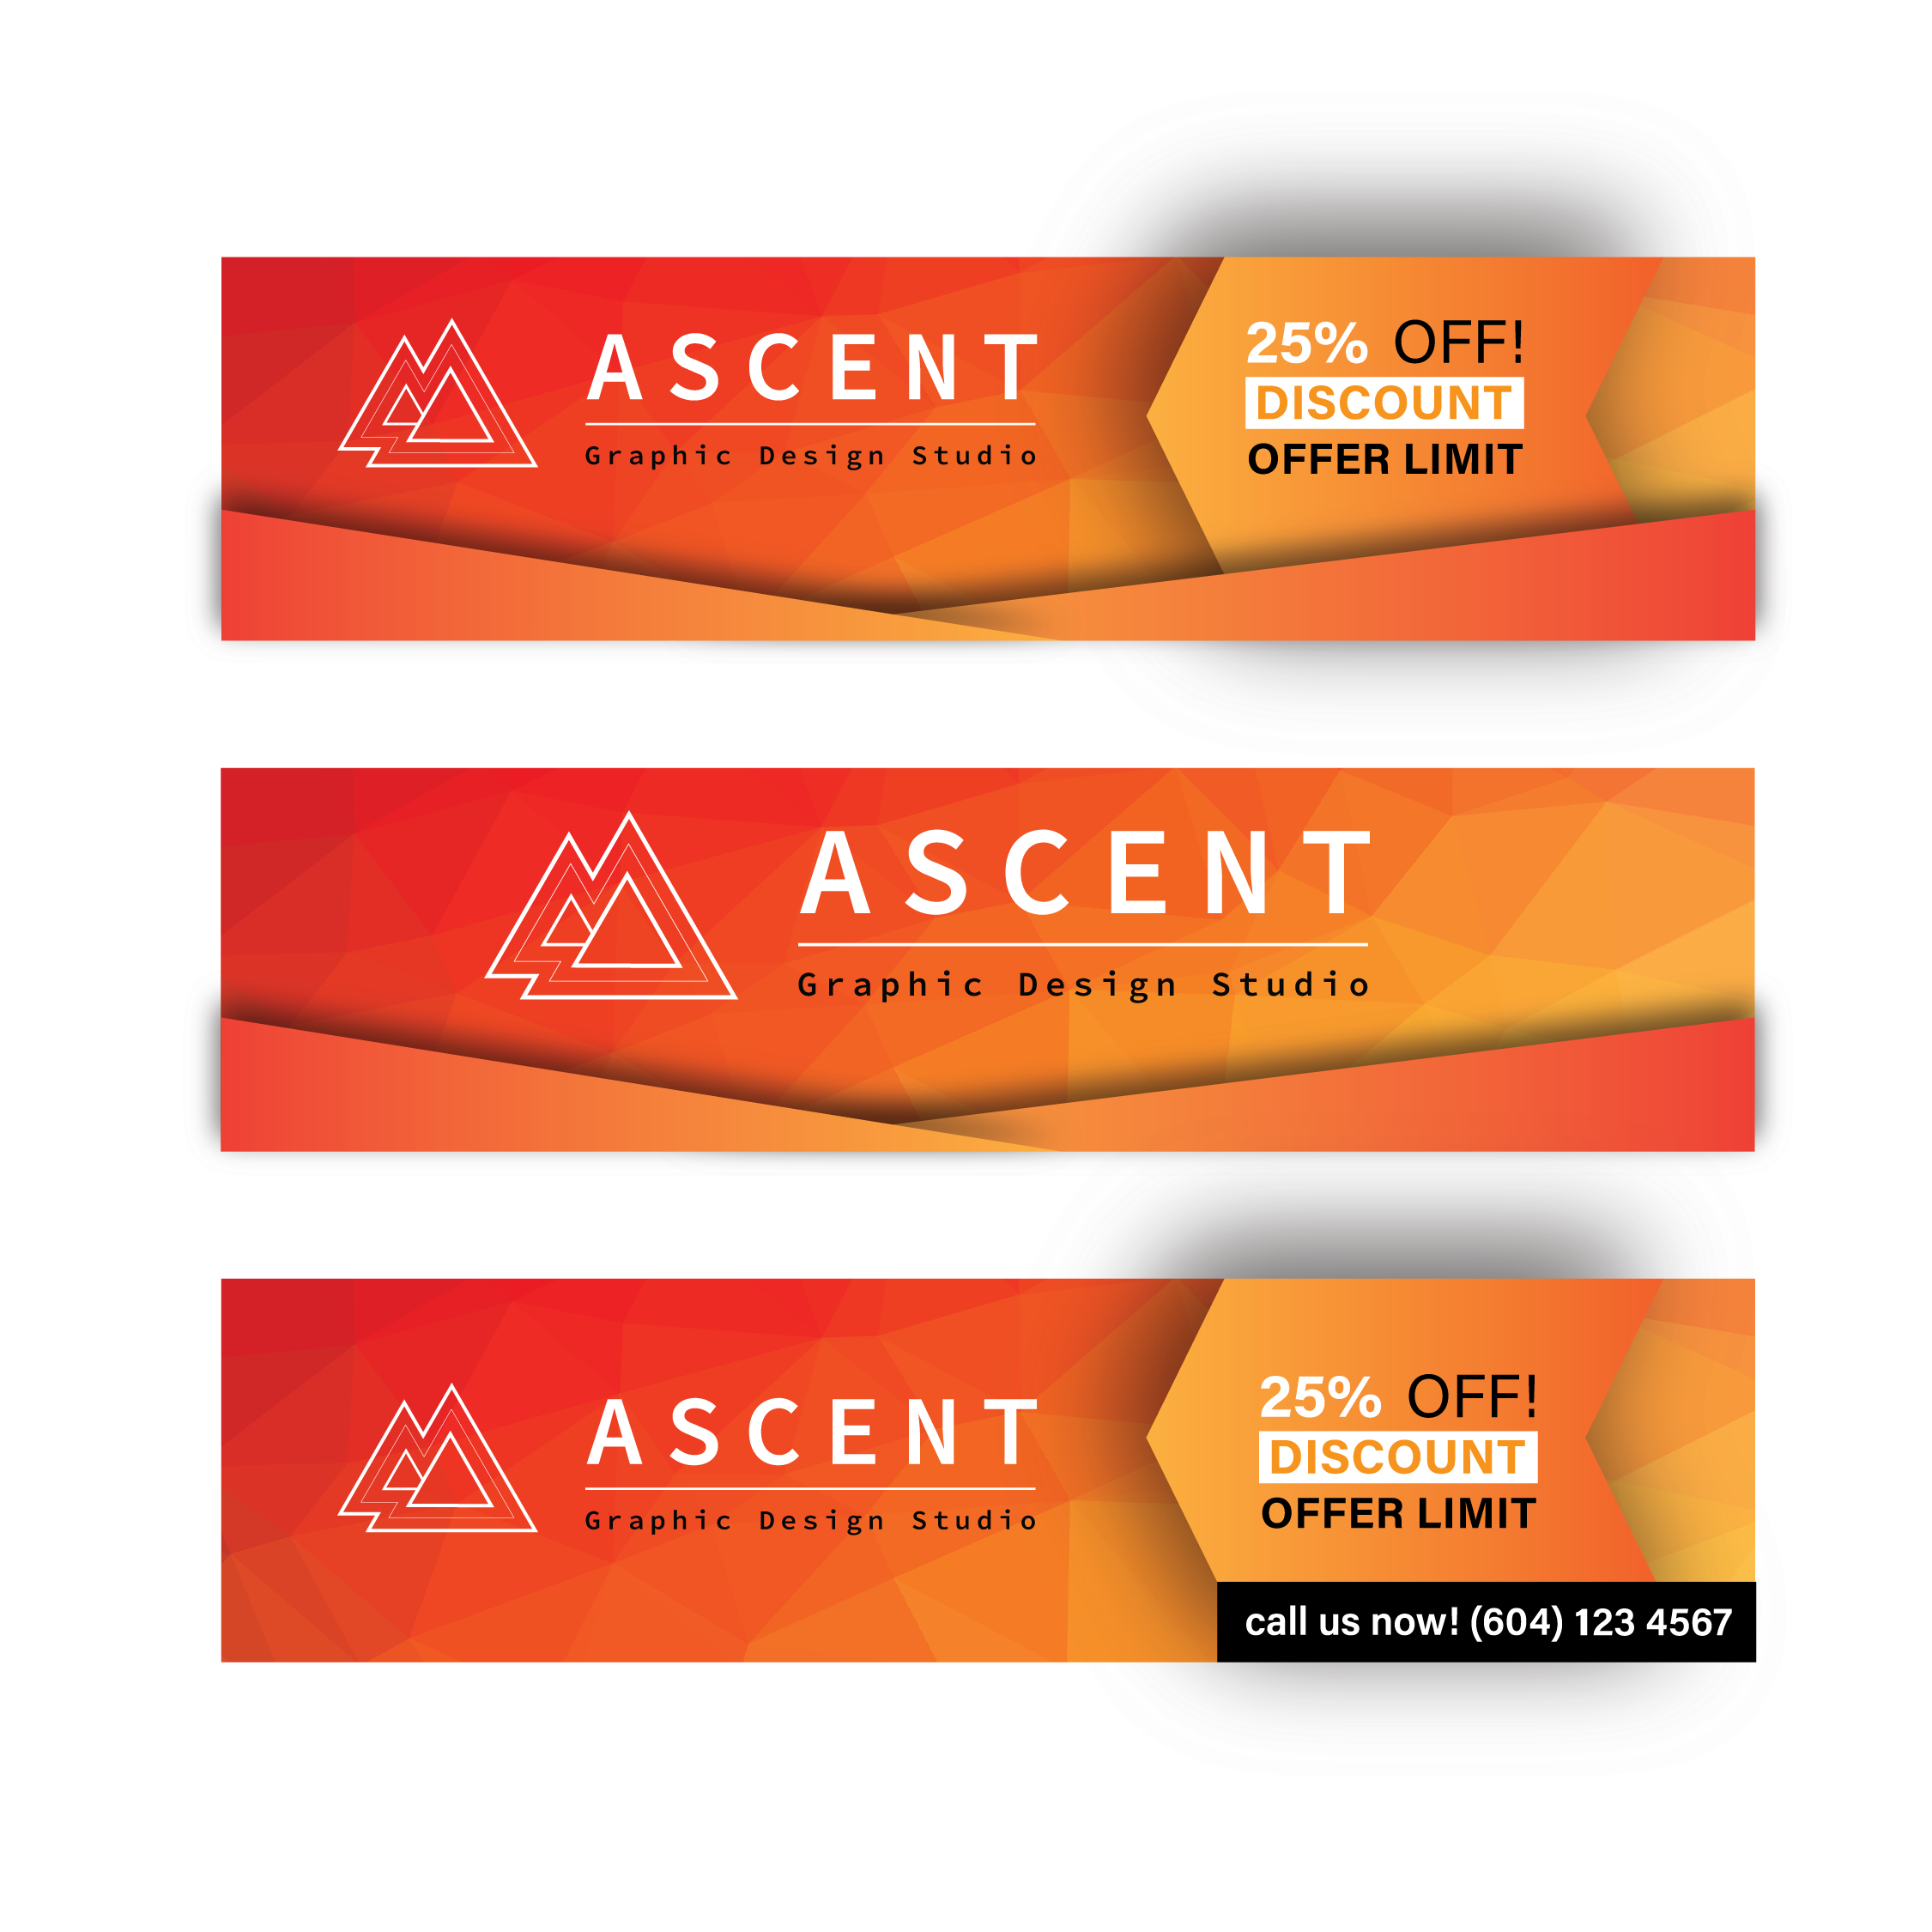 ASCENT
Graphic Design Studio
25% OFF!
DISCOUNT
OFFER LIMIT
ASCENT
Graphic Design Studio
ASCENT
Graphic Design Studio
25% OFF!
DISCOUNT
OFFER LIMIT
call us now! (604) 123 4567